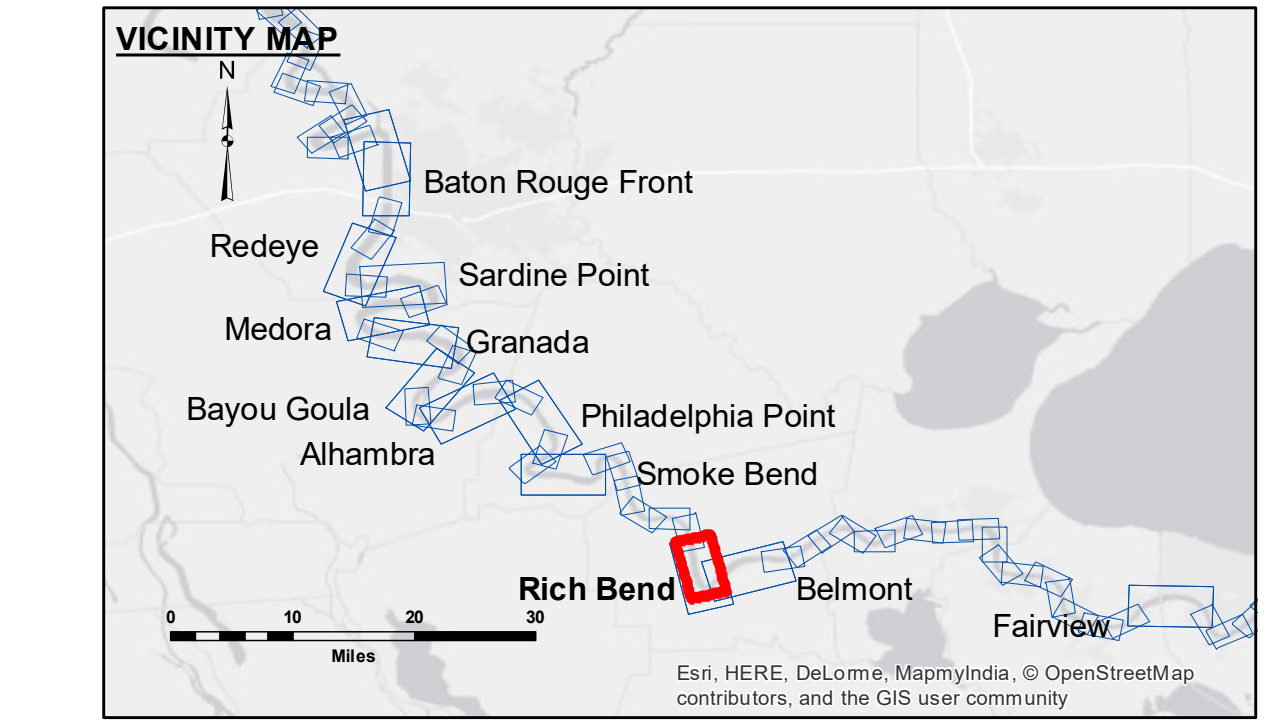 VICINITY MAP
N
Baton Rouge Front
Redeye
Sardine Point
Medora
Granada
Bayou Goula
Philadelphia Point
Alhambra
Smoke Bend
Rich Bend
Belmont
Fairview
0 10 20 30
Miles
Esri, HERE, DeLorme, MapmyIndia, © OpenStreetMap
contributors, and the GIS user community